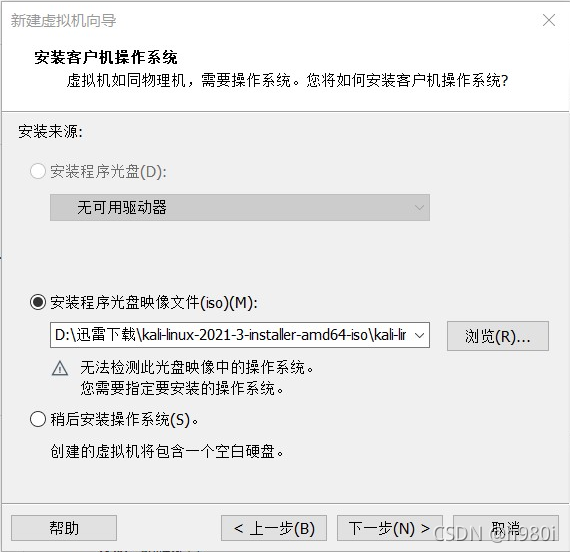 新建虚拟机向导
安装客户机操作系统
虚拟机如同物理机，需要操作系统。您将如何安装客户机操作系统?
安装来源:
安装程序光盘(D):
无可用驱动器
安装程序光盘映像文件(iso)(M):
D:\迅雷下载\kali-linux-2021-3-installer-amd64-iso\kali-lir
浏览(R)...
无法检测此光盘映像中的操作系统。
您需要指定要安装的操作系统。
稍后安装操作系统(S)。
创建的虚拟机将包含一个空白硬盘。
帮助
< 上一步(B)
下一步(N) >
取消